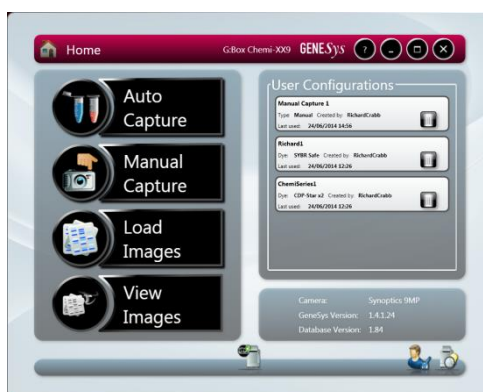 Home
G:Box Chemi-XX9 GENESys ?
Auto
Capture
Manual
Capture
Load
Images
View
Images
User Configurations
Manual Capture 1
Type: Manual Created by: RichardCrabb
Last used: 24/06/2014 14:56
Richard1
Dye: SYBR Safe Created by: RichardCrabb
Last used: 24/06/2014 12:26
ChemiSeries1
Dye: CDP-Star x2 Created by: RichardCrabb
Last used: 24/06/2014 12:26
Camera: Synoptics 9MP
GeneSys Version: 1.4.1.24
Database Version: 1.84